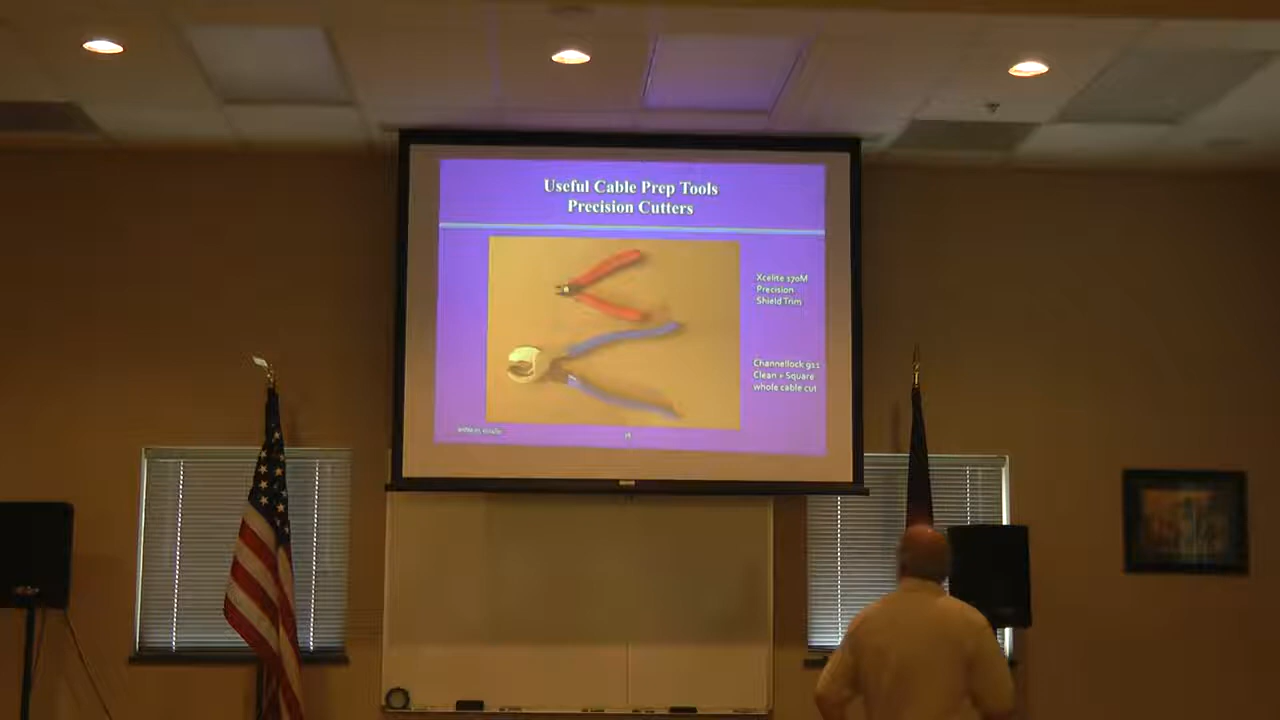 Useful Cable Prep Tools
Precision Cutters
Xcelite 170M
Precision
Shield Trim
Channellock 911
Clean + Square
whole cable cut